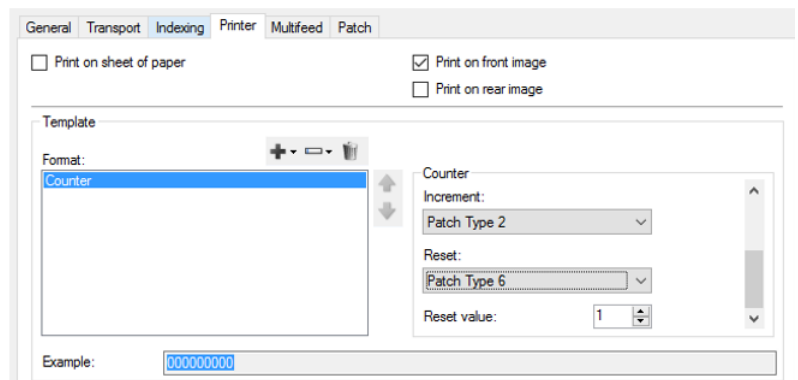 General Transport Indexing Printer Multifeed Patch
Print on sheet of paper
Print on front image
Print on rear image
Template
Format:
Counter
Counter
Increment:
Patch Type 2
Reset:
Patch Type 6
Reset value: 1
Example: 000000000